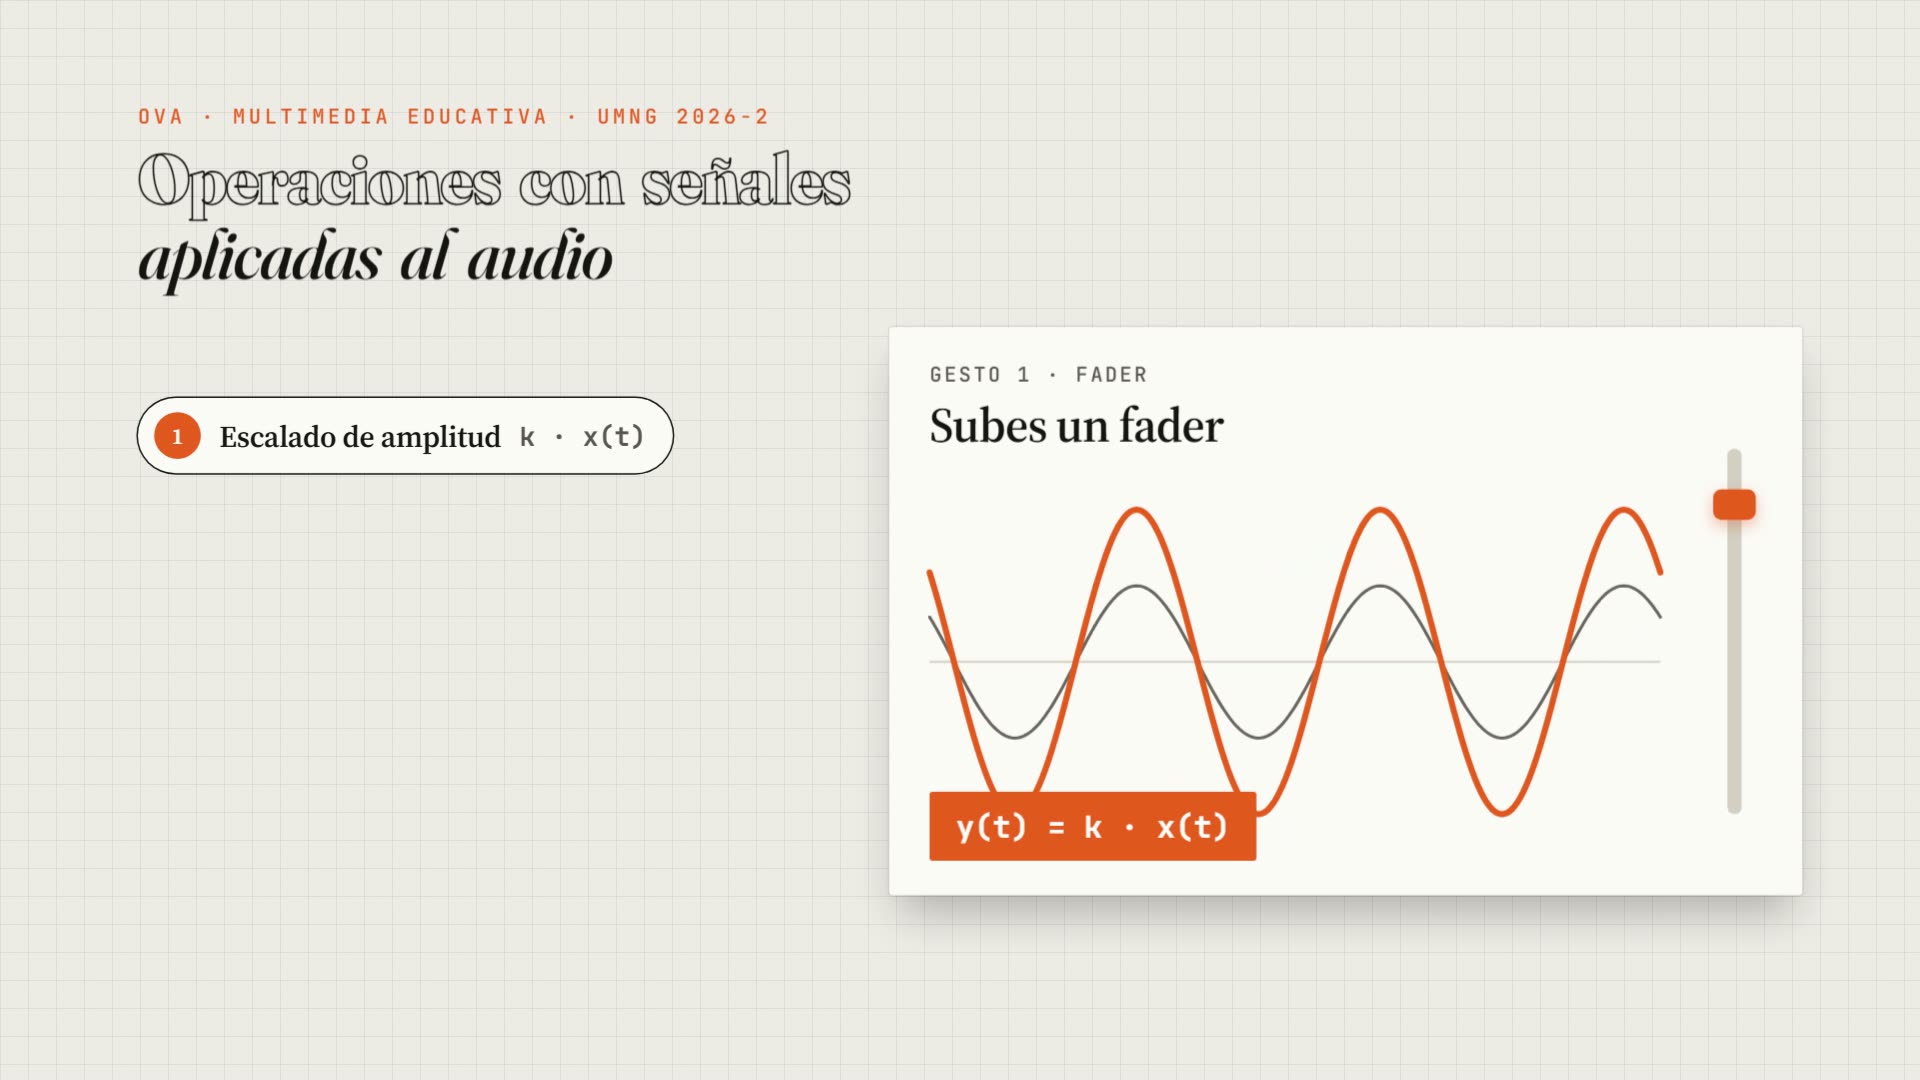 OVA · MULTIMEDIA EDUCATIVA · UMNG 2026-2
Operaciones con señales
aplicadas al audio
1 Escalado de amplitud k · x(t)
GESTO 1 · FADER
Subes un fader
y(t) = k · x(t)